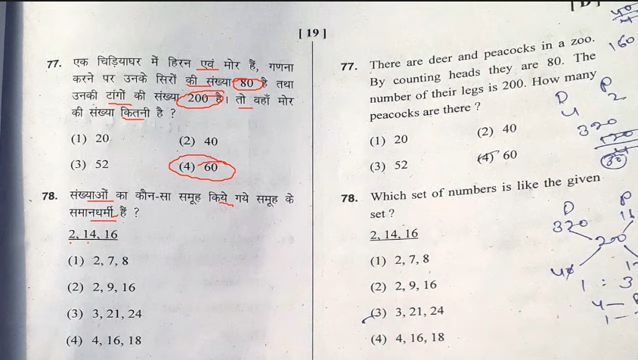 [ 19 ]
77. एक चिड़ियाघर में हिरन एवं मोर हैं, गणना
करने पर उनके सिरों की संख्या 80 है तथा
उनकी टांगों की संख्या 200 है। तो वहाँ मोर
की संख्या कितनी है ?
(1) 20
(2) 40
(3) 52
(4) 60
78. संख्याओं का कौन-सा समूह किये गये समूह के
समानधर्मी है ?
2, 14, 16
(1) 2, 7, 8
(2) 2, 9, 16
(3) 3, 21, 24
(4) 4, 16, 18
77. There are deer and peacocks in a zoo.
By counting heads they are 80. The
number of their legs is 200. How many
peacocks are there ?
(1) 20
(2) 40
(3) 52
(4) 60
78. Which set of numbers is like the given
set ?
2, 14, 16
(1) 2, 7, 8
(2) 2, 9, 16
(3) 3, 21, 24
(4) 4, 16, 18
160
D P
4 2
320
D P
320 16
200
1 : 3